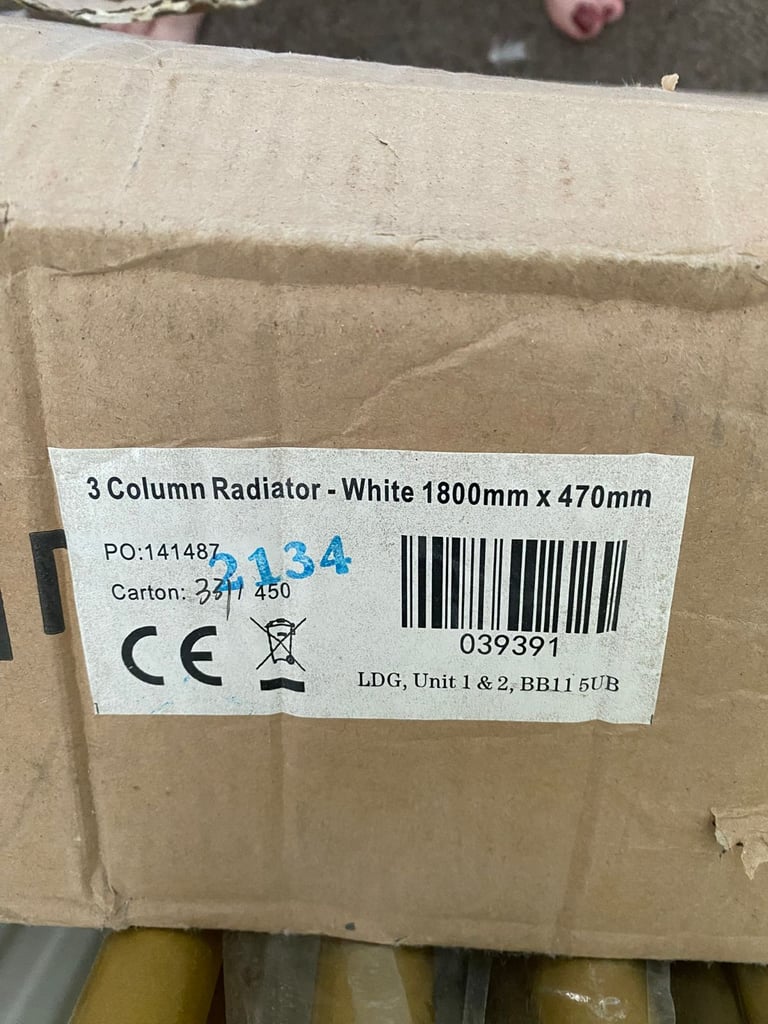 3 Column Radiator - White 1800mm x 470mm
PO:141487
2134
Carton: 33/ / 450
CE
039391
LDG, Unit 1 & 2, BB11 5UB